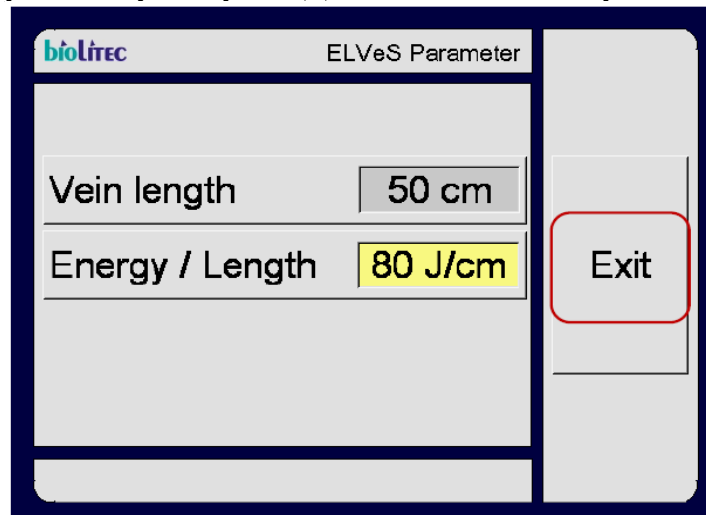 biolitec
ELVeS Parameter
Vein length 50 cm
Energy / Length 80 J/cm
Exit